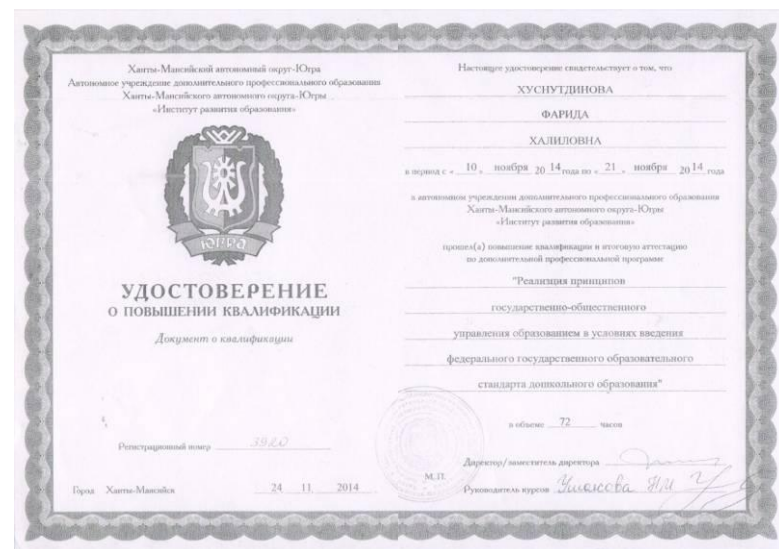 Ханты-Мансийский автономный округ-Югра
Автономное учреждение дополнительного профессионального образования
Ханты-Мансийского автономного округа-Югры
«Институт развития образования»
ЮГРА
УДОСТОВЕРЕНИЕ
О ПОВЫШЕНИИ КВАЛИФИКАЦИИ
Документ о квалификации
Регистрационный номер 3920
Город Ханты-Мансийск 24 11 2014
Настоящее удостоверение свидетельствует о том, что
ХУСНУТДИНОВА
ФАРИДА
ХАЛИЛОВНА
в период с «10» ноября 2014 года по «21» ноября 2014 года
в автономном учреждении дополнительного профессионального образования
Ханты-Мансийского автономного округа-Югры
«Институт развития образования»
прошел(а) повышение квалификации и итоговую аттестацию
по дополнительной профессиональной программе
"Реализация принципов
государственно-общественного
управления образованием в условиях введения
федерального государственного образовательного
стандарта дошкольного образования"
в объеме 72 часов
Директор/заместитель директора
М.П.
Руководитель курсов Ушакова НИ